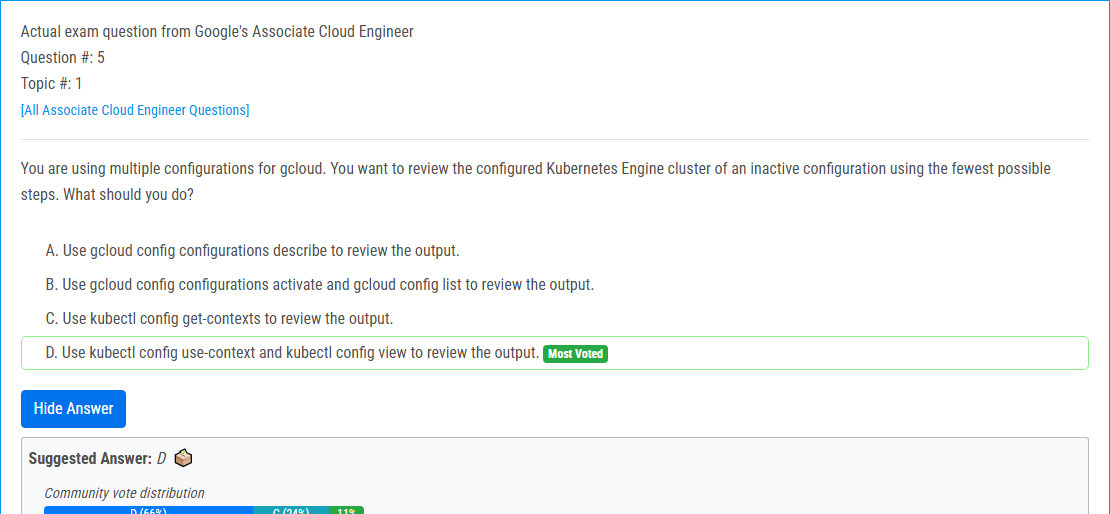 Actual exam question from Google's Associate Cloud Engineer
Question #: 5
Topic #: 1
[All Associate Cloud Engineer Questions]
You are using multiple configurations for gcloud. You want to review the configured Kubernetes Engine cluster of an inactive configuration using the fewest possible
steps. What should you do?
A. Use gcloud config configurations describe to review the output.
B. Use gcloud config configurations activate and gcloud config list to review the output.
C. Use kubectl config get-contexts to review the output.
D. Use kubectl config use-context and kubectl config view to review the output. Most Voted
Hide Answer
Suggested Answer: D
Community vote distribution
D (66%) C (24%) 11%